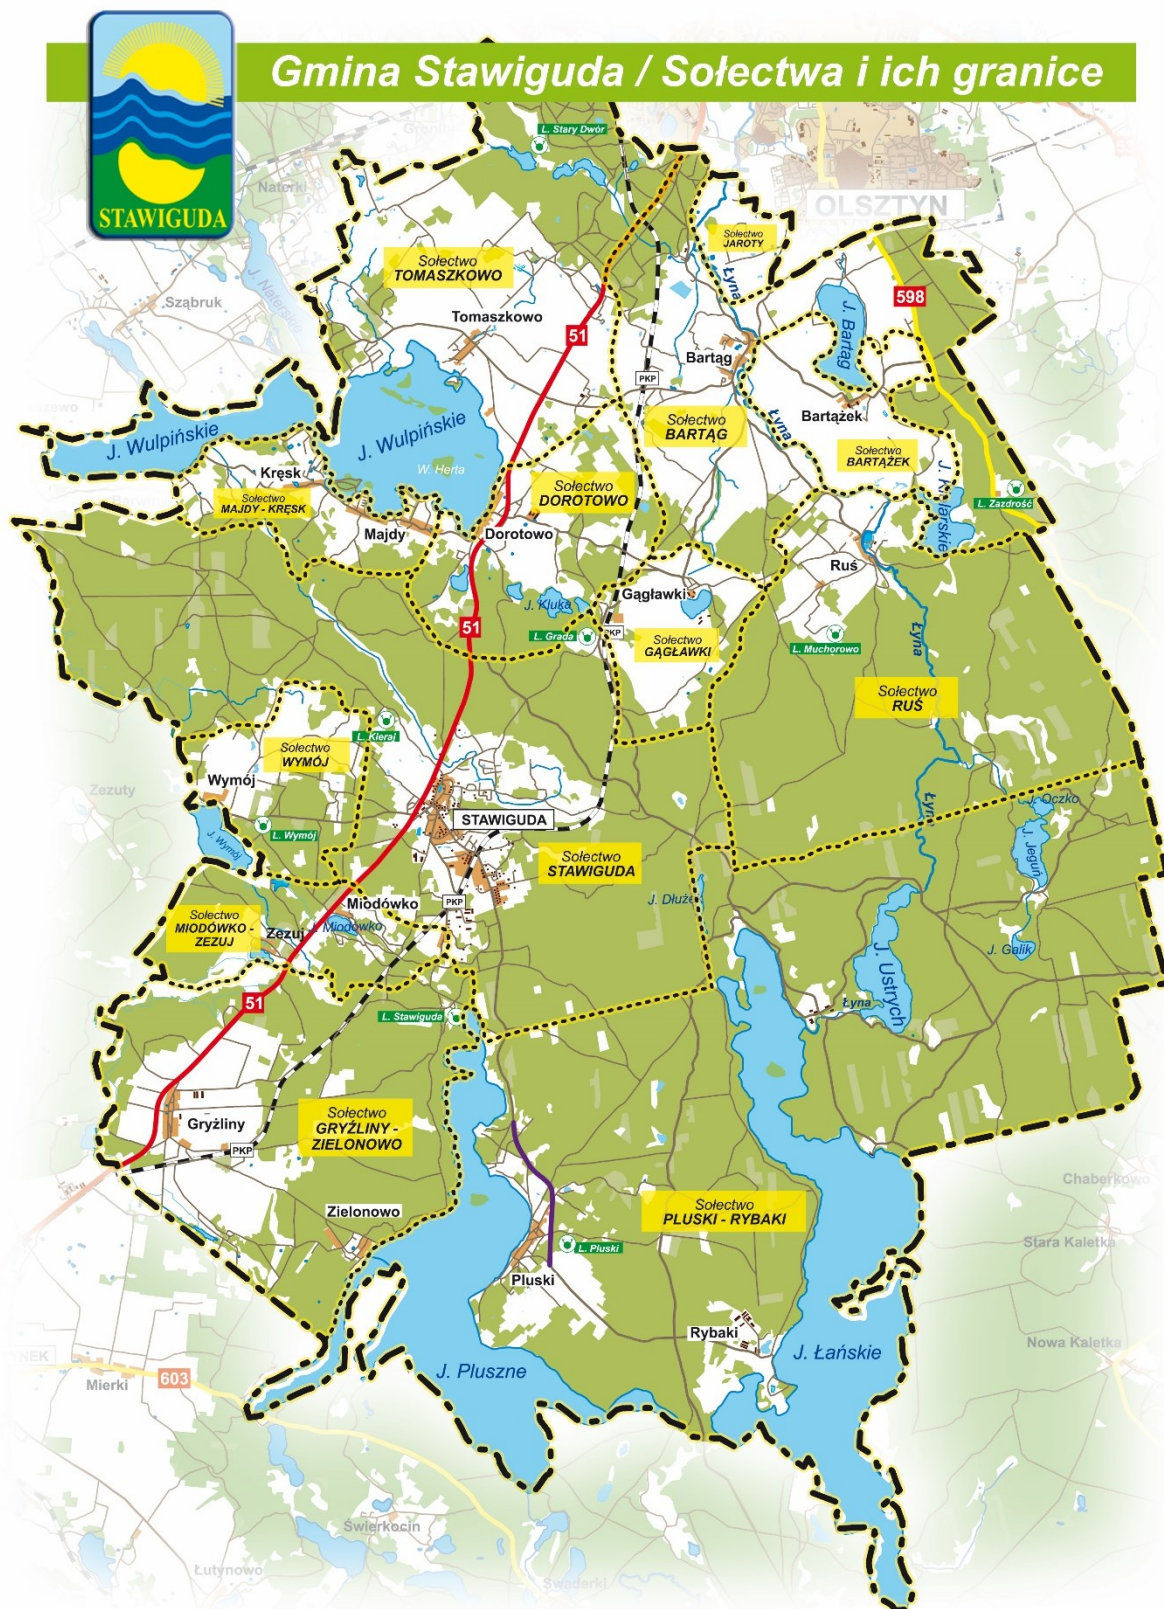 Gmina Stawiguda / Sołectwa i ich granice
STAWIGUDA
L. Stary Dwór
Naterki
OLSZTYN
Sołectwo
JAROTY
Sołectwo
TOMASZKOWO
Łyna
J. Naterskie
Sząbruk
598
Tomaszkowo
51
J. Bartąg
Bartąg
PKP
Bartążek
Sołectwo
BARTĄG
Łyna
J. Wulpińskie
J. Wulpińskie
Sołectwo
BARTĄŻEK
W. Herta
Kręsk
Sołectwo
MAJDY - KRĘSK
Sołectwo
DOROTOWO
L. Zazdrość
Majdy
Dorotowo
Ruś
Gągławki
J. Kluka
51
L. Grada
PKP
Sołectwo
GĄGŁAWKI
L. Muchorowo
Łyna
Sołectwo
RUŚ
L. Kieraj
Sołectwo
WYMÓJ
Wymój
Zezuty
Łyna
J. Oczko
STAWIGUDA
L. Wymój
J. Wymój
J. Jeguń
Sołectwo
STAWIGUDA
Miodówko
PKP
Sołectwo
MIODÓWKO -
ZEZUJ
Zezuj
J. Miodówko
J. Galik
J. Ustrych
51
L. Stawiguda
Łyna
Gryźliny
Sołectwo
GRYŹLINY -
ZIELONOWO
PKP
Chaberkowo
Zielonowo
Sołectwo
PLUSKI - RYBAKI
L. Pluski
Stara Kaletka
Pluski
Rybaki
J. Łańskie
Nowa Kaletka
J. Pluszne
603
Mierki
Świerkocin
Łutynowo
Swaderki